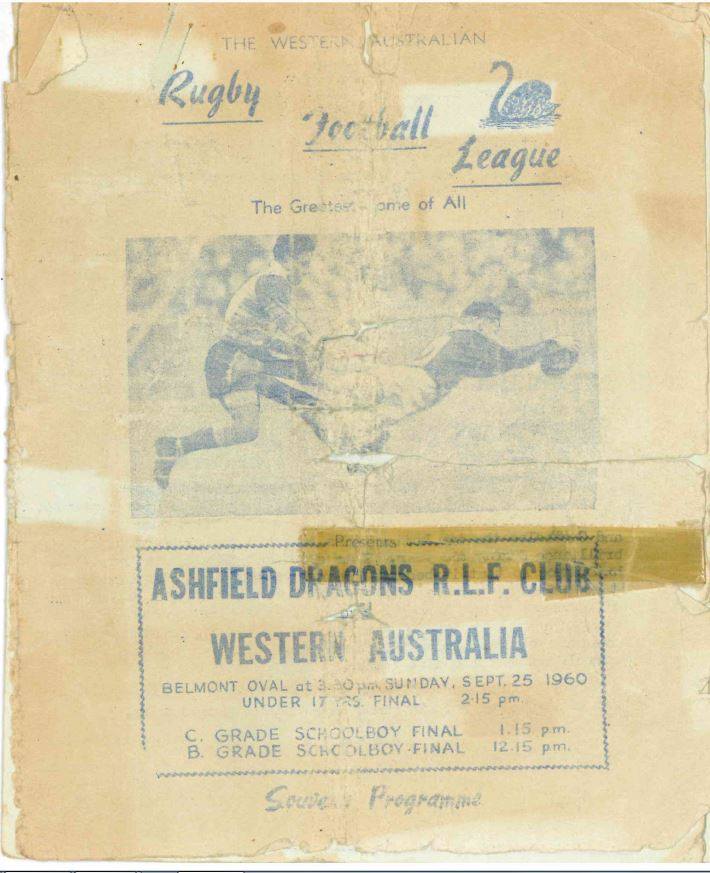 THE WESTERN AUSTRALIAN
Rugby
Football
League
The Greatest Game of All
Presents
ASHFIELD DRAGONS R.L.F. CLUB
WESTERN AUSTRALIA
BELMONT OVAL at 3.30 p.m. SUNDAY, SEPT. 25 1960
UNDER 17 YRS. FINAL 2·15 pm.
C. GRADE SCHOOLBOY FINAL 1.15 p.m.
B. GRADE SCHOOLBOY·FINAL 12.15 p.m.
Souvenir Programme